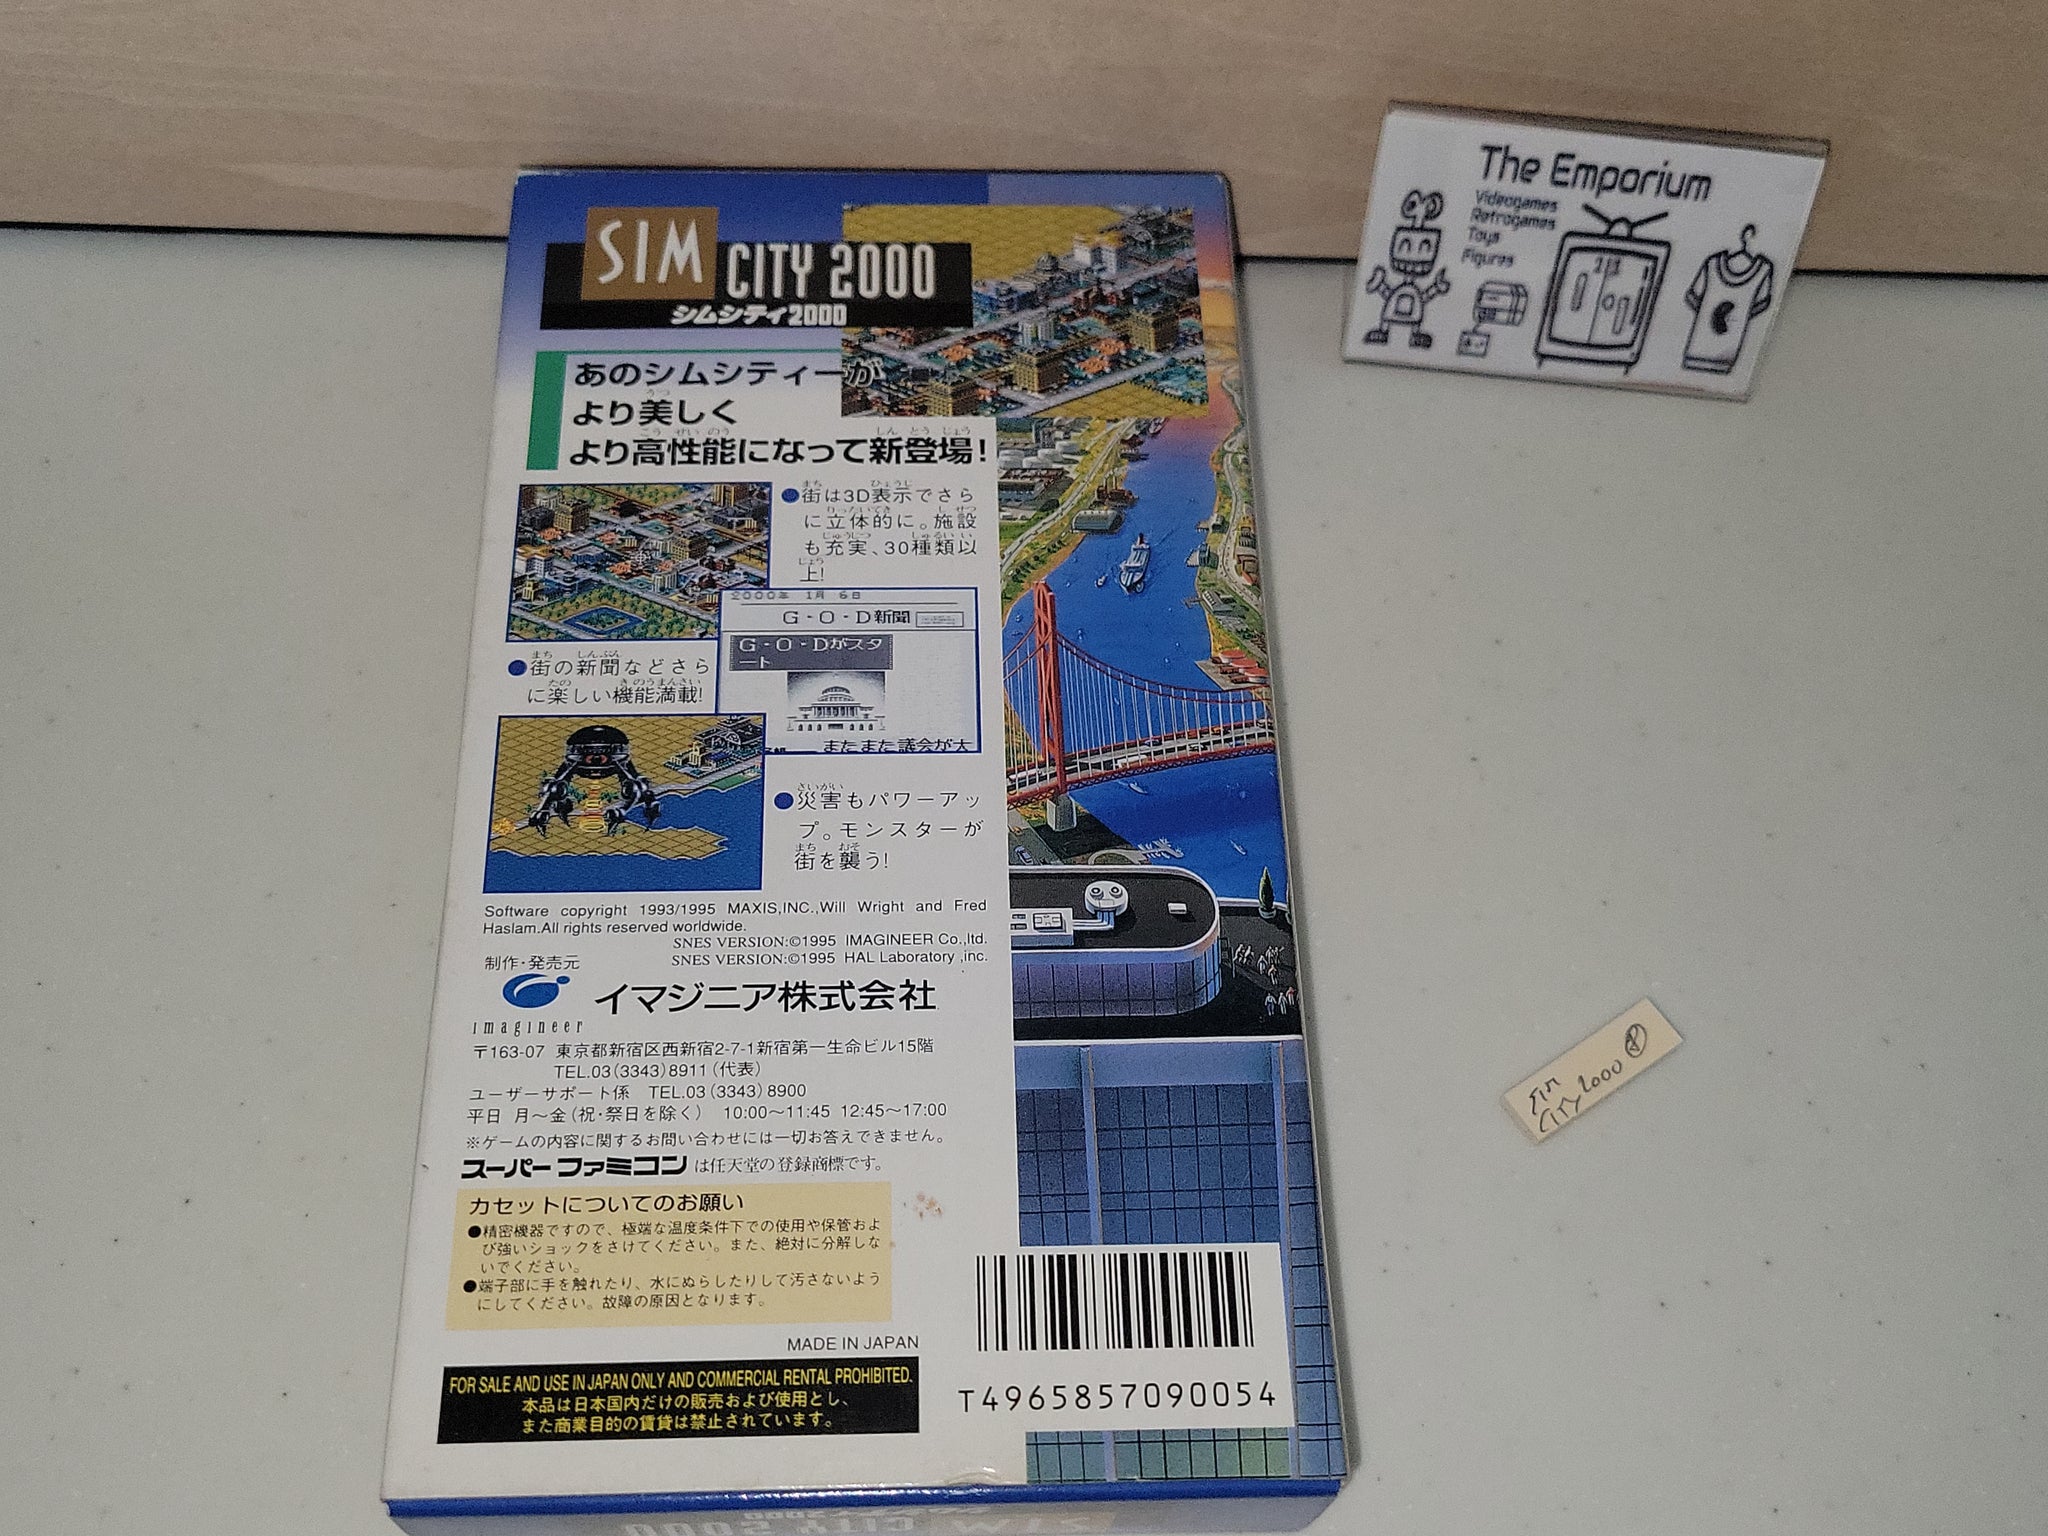 SIM
CITY 2000
シムシティ2000
あのシムシティーが
より美しく
より高性能になって新登場!
●街は3D表示でさら
に立体的に。施設
も充実、30種類以
上!
2000年 1月 6日
G・O・D新聞
G・O・Dがスタ
ート
またまた議会が大
●街の新聞などさら
に楽しい機能満載!
●災害もパワーアッ
プ。モンスターが
街を襲う!
Software copyright 1993/1995 MAXIS,INC.,Will Wright and Fred
Haslam.All rights reserved worldwide.
SNES VERSION:©1995 IMAGINEER Co.,ltd.
SNES VERSION:©1995 HAL Laboratory ,inc.
制作・発売元
imagineer
イマジニア株式会社
〒163-07 東京都新宿区西新宿2-7-1新宿第一生命ビル15階
TEL.03(3343)8911(代表)
ユーザーサポート係 TEL.03(3343)8900
平日 月～金(祝・祭日を除く) 10:00～11:45 12:45～17:00
※ゲームの内容に関するお問い合わせには一切お答えできません。
スーパーファミコンは任天堂の登録商標です。
カセットについてのお願い
●精密機器ですので、極端な温度条件下での使用や保管およ
び強いショックをさけてください。また、絶対に分解しな
いでください。
●端子部に手を触れたり、水にぬらしたりして汚さないよう
にしてください。故障の原因となります。
MADE IN JAPAN
FOR SALE AND USE IN JAPAN ONLY AND COMMERCIAL RENTAL PROHIBITED.
本品は日本国内だけの販売および使用とし、
また商業目的の賃貸は禁止されています。
T4965857090054
SIM CITY 2000
The Emporium
Videogames
Retrogames
Toys
Figures
SIM
CITY 2000